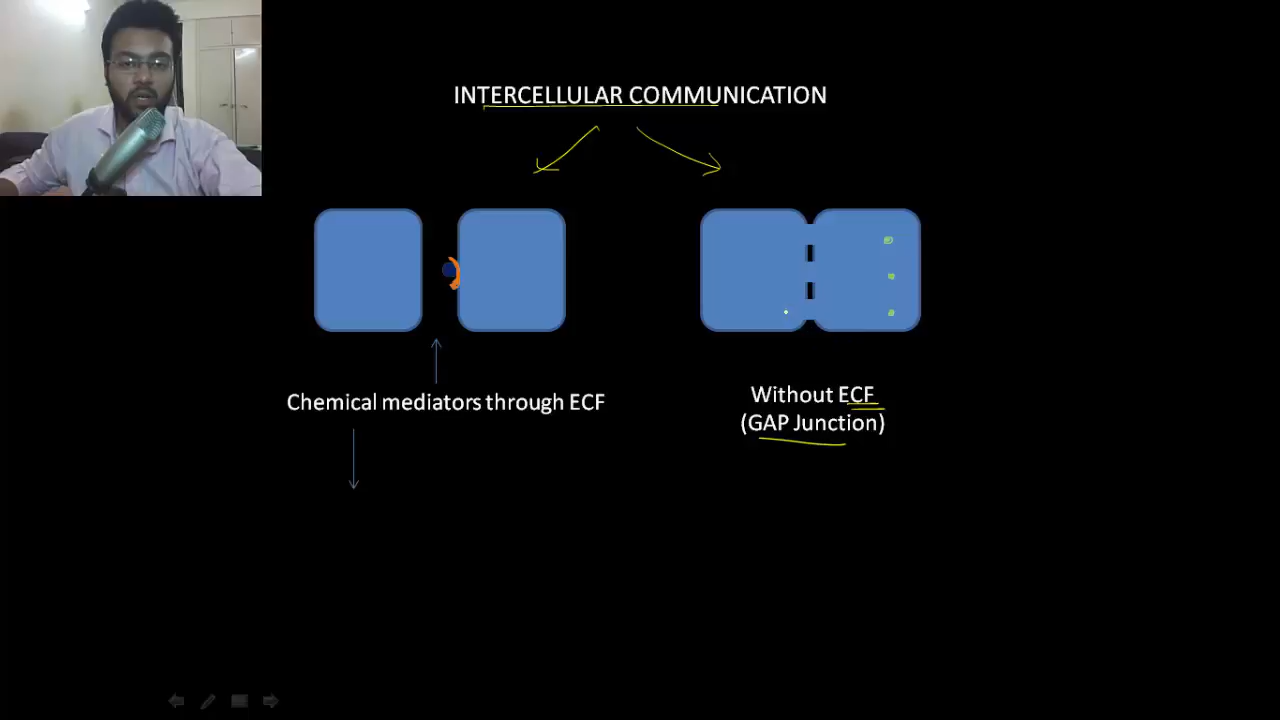 INTERCELLULAR COMMUNICATION
Chemical mediators through ECF
Without ECF
(GAP Junction)